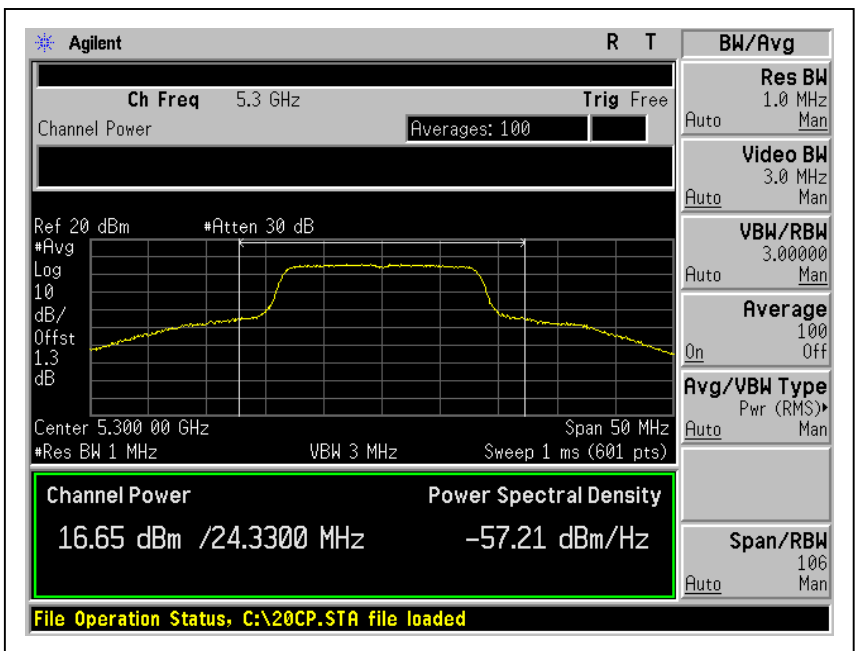 Agilent R T
Ch Freq 5.3 GHz Trig Free
Channel Power Averages: 100
Ref 20 dBm #Atten 30 dB
#Avg
Log
10
dB/
Offst
1.3
dB
Center 5.300 00 GHz Span 50 MHz
#Res BW 1 MHz VBW 3 MHz Sweep 1 ms (601 pts)
Channel Power Power Spectral Density
16.65 dBm /24.3300 MHz -57.21 dBm/Hz
File Operation Status, C:\20CP.STA file loaded
BW/Avg
Res BW
1.0 MHz
Auto Man
Video BW
3.0 MHz
Auto Man
VBW/RBW
3.00000
Auto Man
Average
100
On Off
Avg/VBW Type
Pwr (RMS)▸
Auto Man
Span/RBW
106
Auto Man